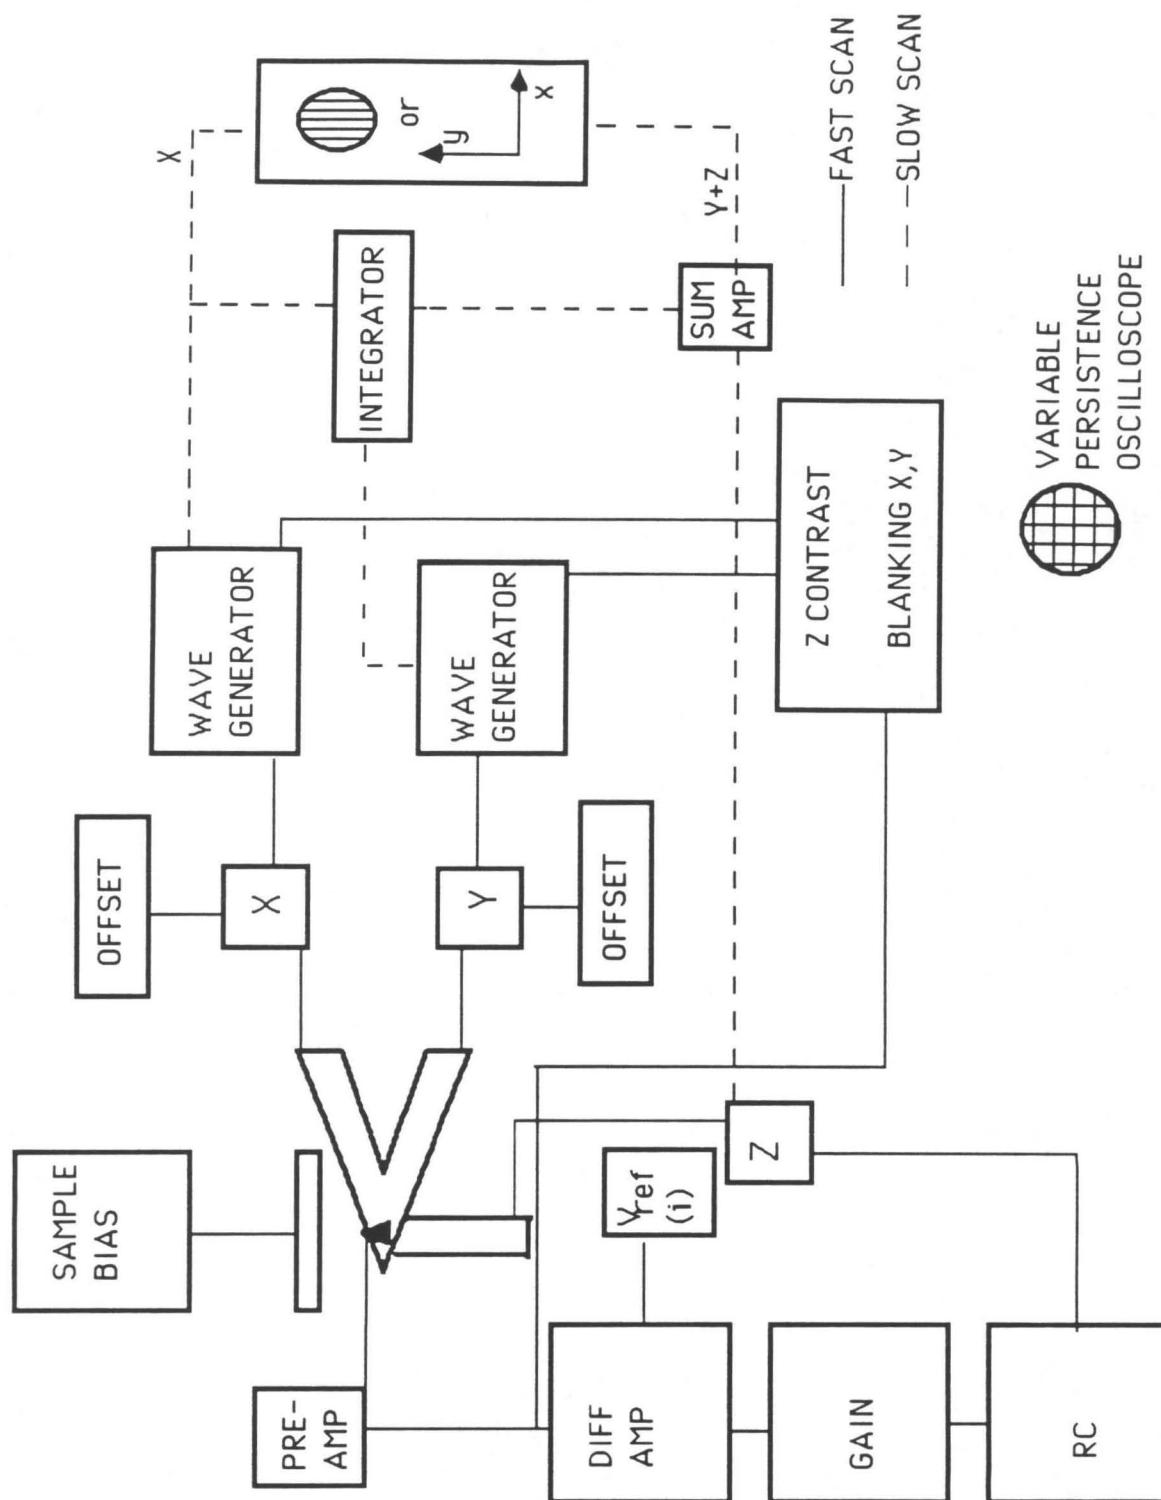 SAMPLE
BIAS
OFFSET
WAVE
GENERATOR
X
X
INTEGRATOR
or
y
x
PRE-
AMP
Y
WAVE
GENERATOR
OFFSET
SUM
AMP
Y+Z
DIFF
AMP
Vref
(i)
Z
GAIN
RC
Z CONTRAST
BLANKING X,Y
FAST SCAN
SLOW SCAN
VARIABLE
PERSISTENCE
OSCILLOSCOPE